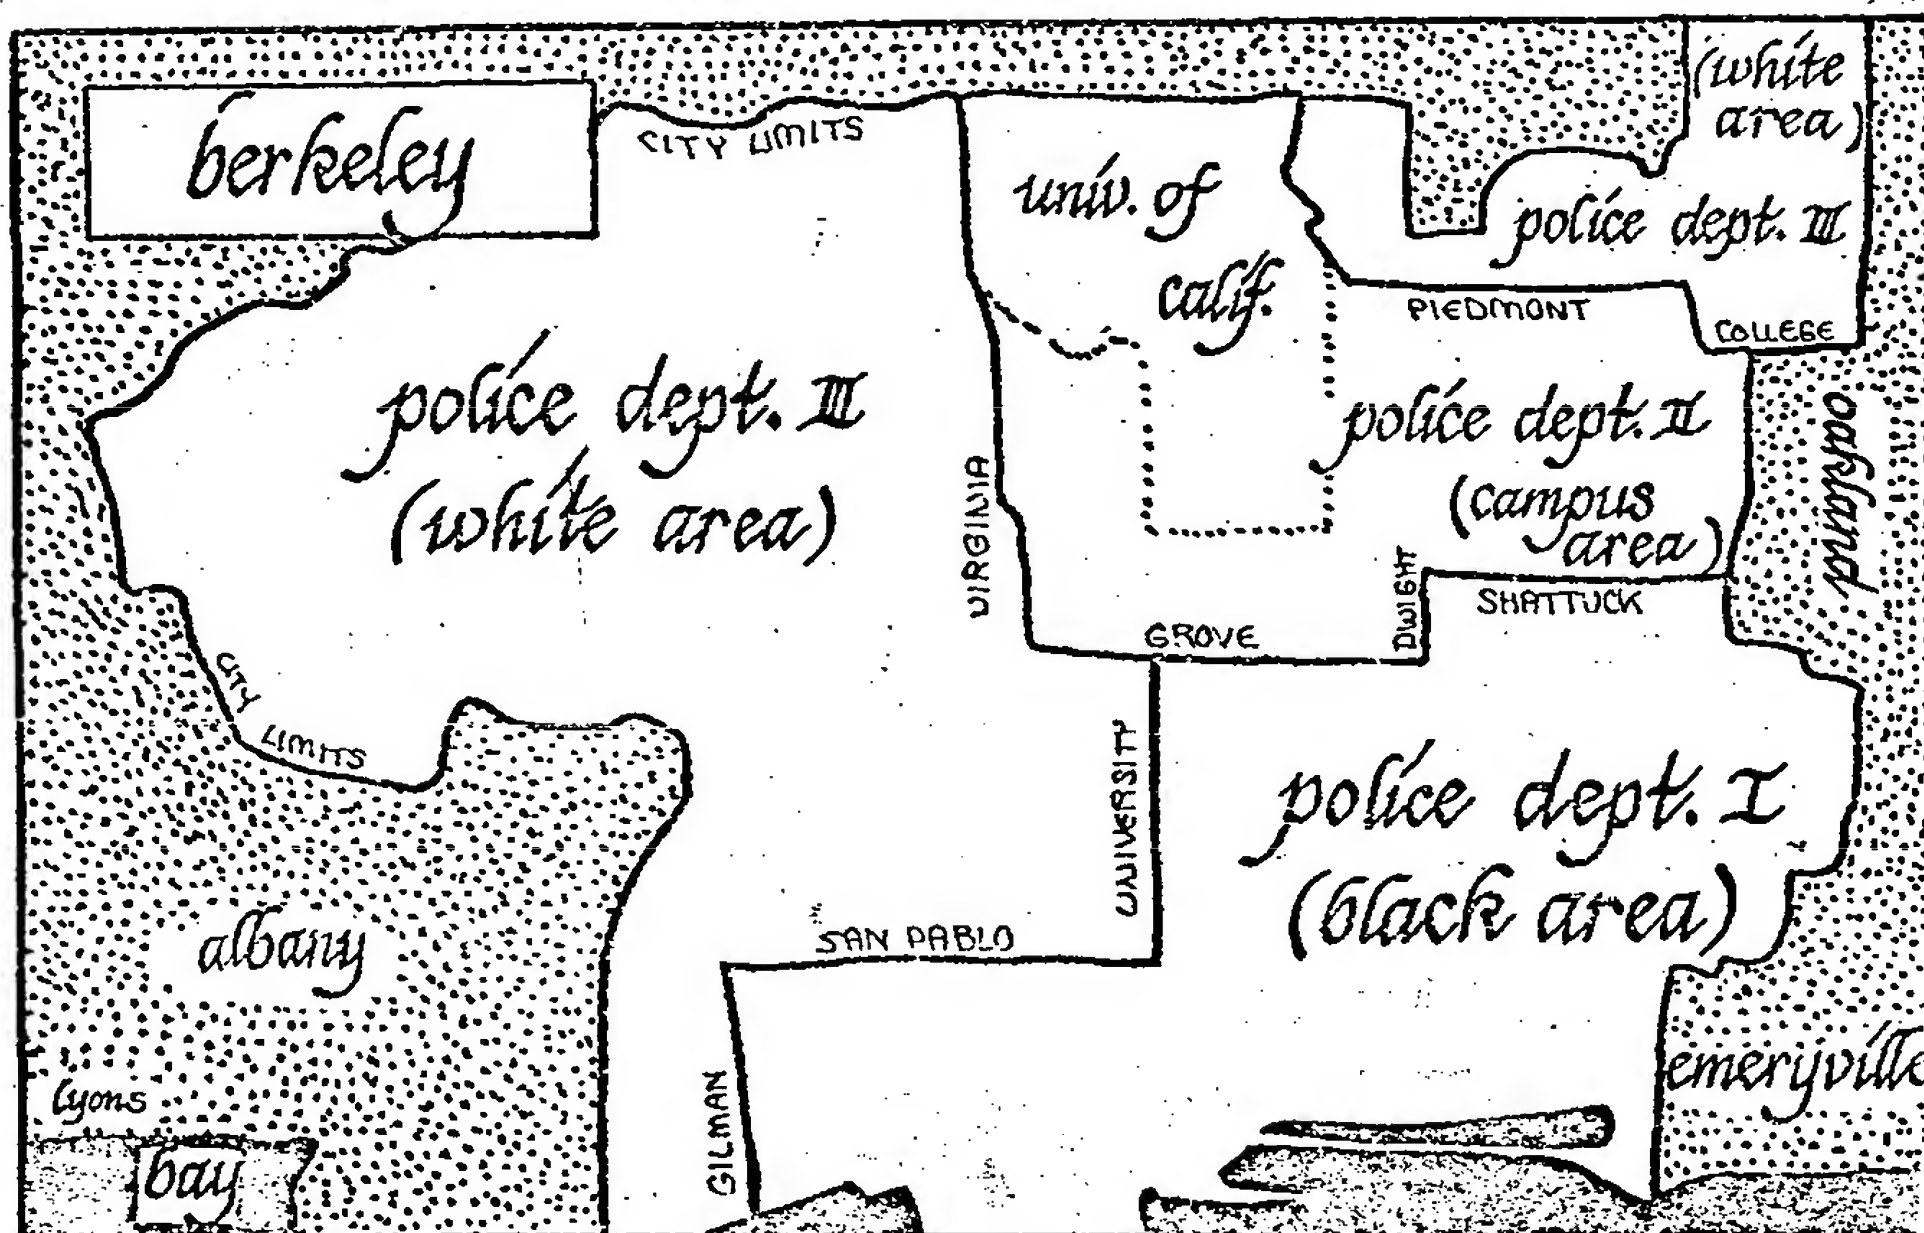 berkeley
CITY LIMITS
univ. of
calif.
(white
area)
police dept. III
PIEDMONT
COLLEGE
oakland
police dept. III
(white area)
VIRGINIA
police dept. II
(campus
area)
DWIGHT
SHATTUCK
GROVE
CITY
LIMITS
UNIVERSITY
police dept. I
(black area)
SAN PABLO
albany
GILMAN
emeryville
lyons
bay